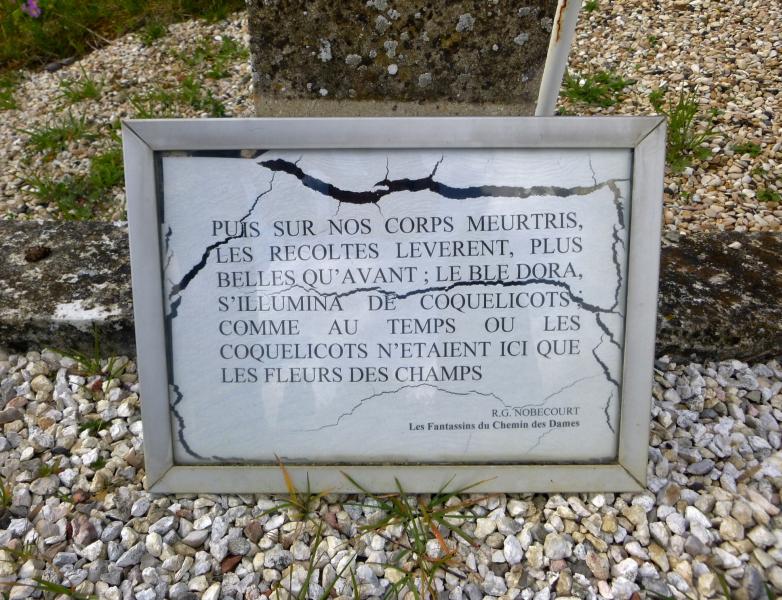 PUIS SUR NOS CORPS MEURTRIS,
LES RECOLTES LEVERENT, PLUS
BELLES QU'AVANT ; LE BLE DORA,
S'ILLUMINA DE COQUELICOTS ;
COMME AU TEMPS OU LES
COQUELICOTS N'ETAIENT ICI QUE
LES FLEURS DES CHAMPS
R.G. NOBECOURT
Les Fantassins du Chemin des Dames